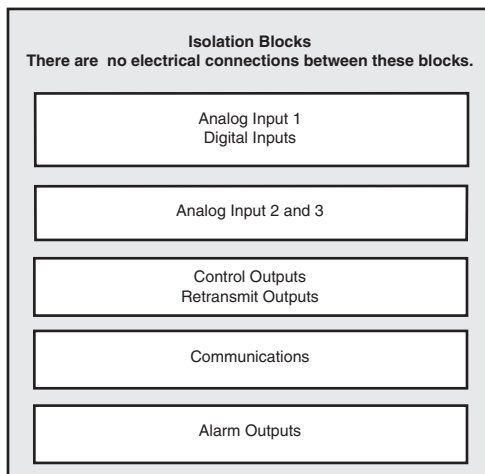 Isolation Blocks
There are no electrical connections between these blocks.
Analog Input 1
Digital Inputs
Analog Input 2 and 3
Control Outputs
Retransmit Outputs
Communications
Alarm Outputs